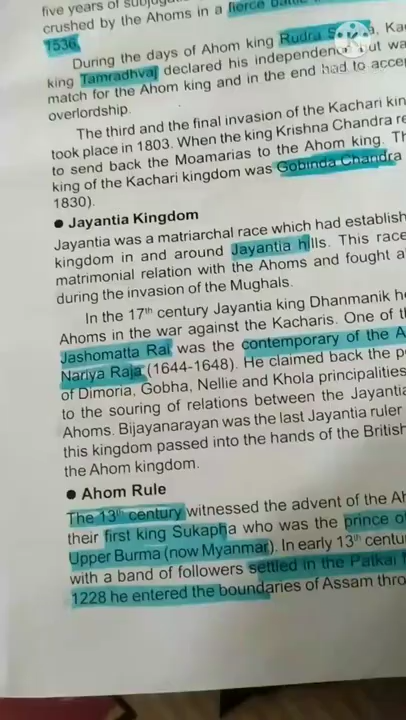 five years of subjug
crushed by the Ahoms in a fierce battle
1536.
During the days of Ahom king Rudra S a, Kac
king Tamradhvaj declared his independence but wa
match for the Ahom king and in the end had to accep
overlordship.
The third and the final invasion of the Kachari kin
took place in 1803. When the king Krishna Chandra re
to send back the Moamarias to the Ahom king. Th
king of the Kachari kingdom was Gobinda Chandra
1830).
● Jayantia Kingdom
Jayantia was a matriarchal race which had establish
kingdom in and around Jayantia hills. This race
matrimonial relation with the Ahoms and fought a
during the invasion of the Mughals.
In the 17th century Jayantia king Dhanmanik he
Ahoms in the war against the Kacharis. One of th
Jashomatta Rai was the contemporary of the A
Nariya Raja (1644-1648). He claimed back the p
of Dimoria, Gobha, Nellie and Khola principalities
to the souring of relations between the Jayantia
Ahoms. Bijayanarayan was the last Jayantia ruler
this kingdom passed into the hands of the British
the Ahom kingdom.
● Ahom Rule
The 13th century witnessed the advent of the Ah
their first king Sukapha who was the prince of
Upper Burma (now Myanmar). In early 13th centu
with a band of followers settled in the Patkai
1228 he entered the boundaries of Assam thro